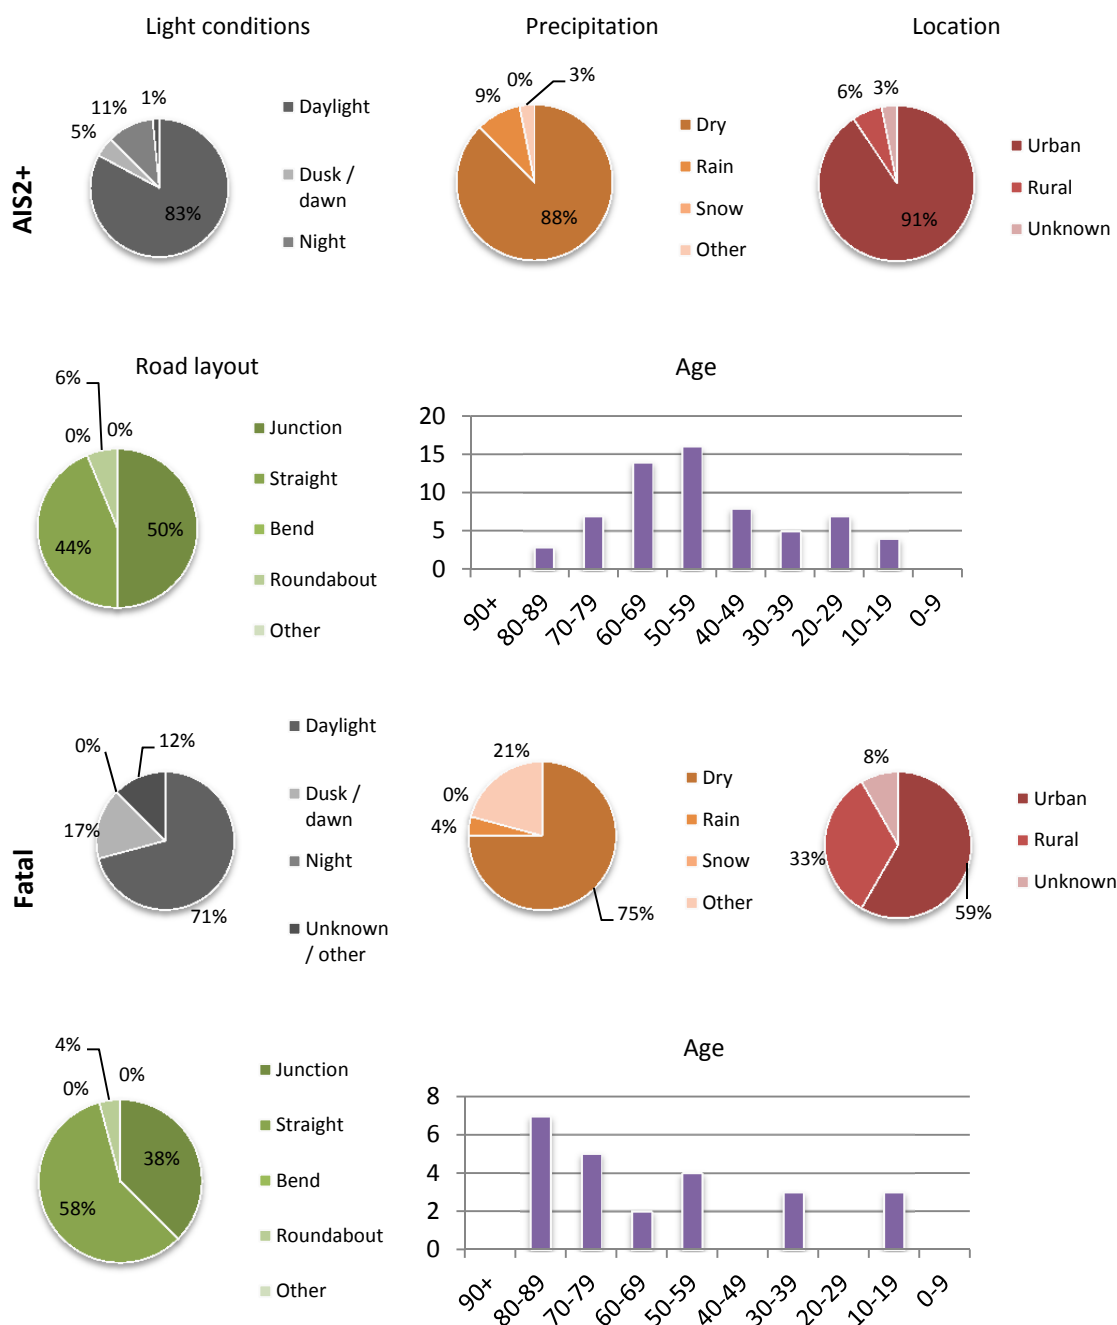 Light conditions
Precipitation
Location
AIS2+
11%
1%
5%
83%
Daylight
Dusk /
dawn
Night
9%
0%
3%
88%
Dry
Rain
Snow
Other
6%
3%
91%
Urban
Rural
Unknown
Road layout
6%
0%
0%
50%
44%
Junction
Straight
Bend
Roundabout
Other
Age
20
15
10
5
0
90+
80-89
70-79
60-69
50-59
40-49
30-39
20-29
10-19
0-9
Fatal
0%
12%
17%
71%
Daylight
Dusk /
dawn
Night
Unknown
/ other
21%
0%
4%
75%
Dry
Rain
Snow
Other
8%
33%
59%
Urban
Rural
Unknown
4%
0%
0%
38%
58%
Junction
Straight
Bend
Roundabout
Other
Age
8
6
4
2
0
90+
80-89
70-79
60-69
50-59
40-49
30-39
20-29
10-19
0-9